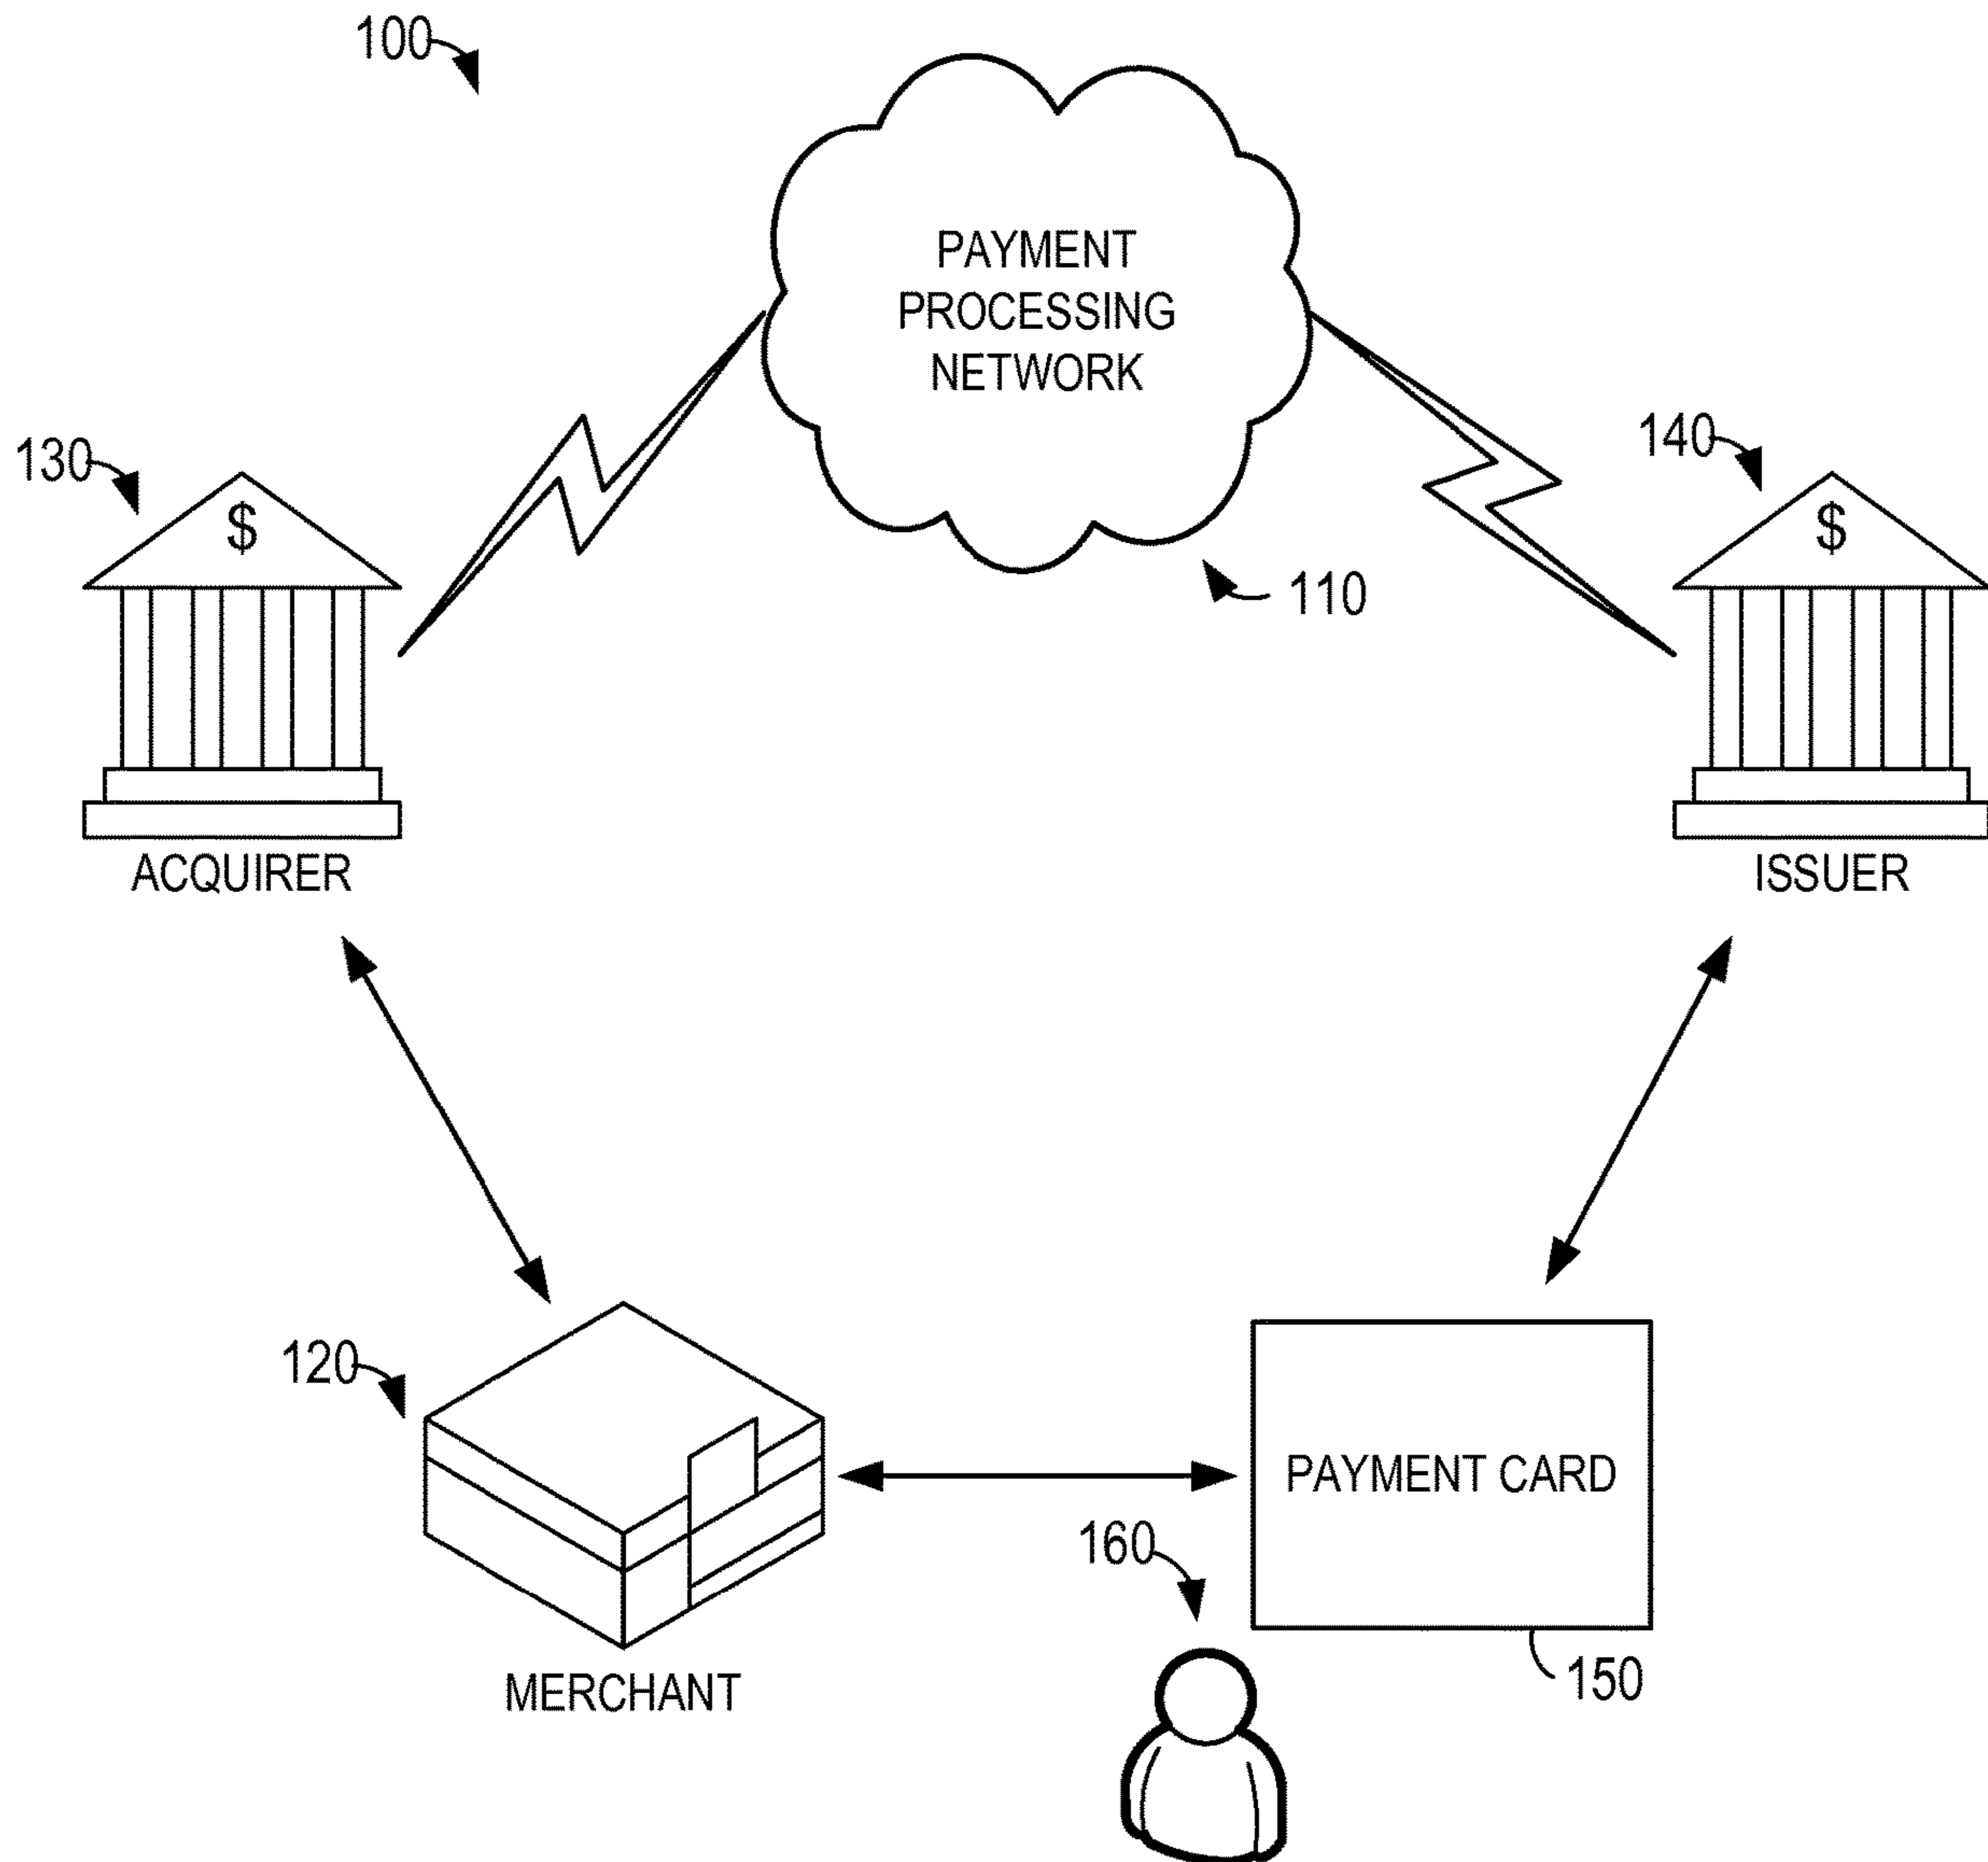 100
PAYMENT
PROCESSING
NETWORK
130
$
140
$
110
ACQUIRER
ISSUER
120
PAYMENT CARD
160
150
MERCHANT